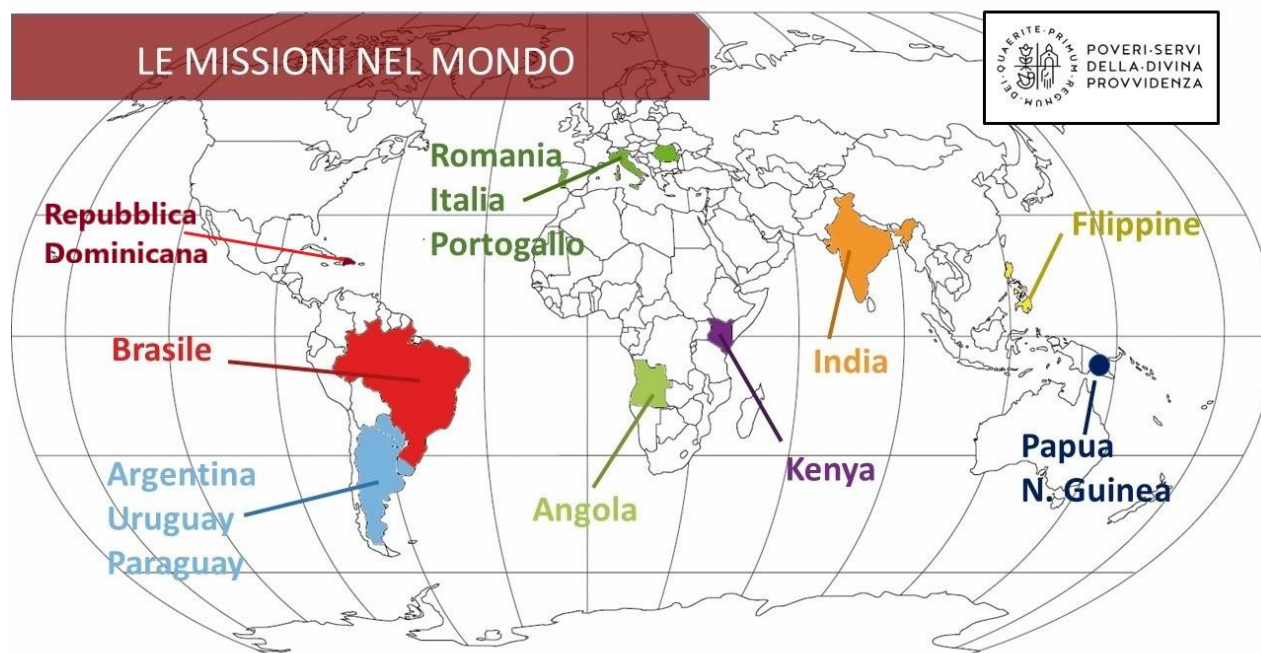 LE MISSIONI NEL MONDO
QUAERITE·PRIMUM·REGNUM·DEI
POVERI·SERVI
DELLA·DIVINA
PROVVIDENZA
Romania
Italia
Portogallo
Repubblica
Dominicana
Filippine
Brasile
India
Argentina
Uruguay
Paraguay
Angola
Kenya
Papua
N. Guinea